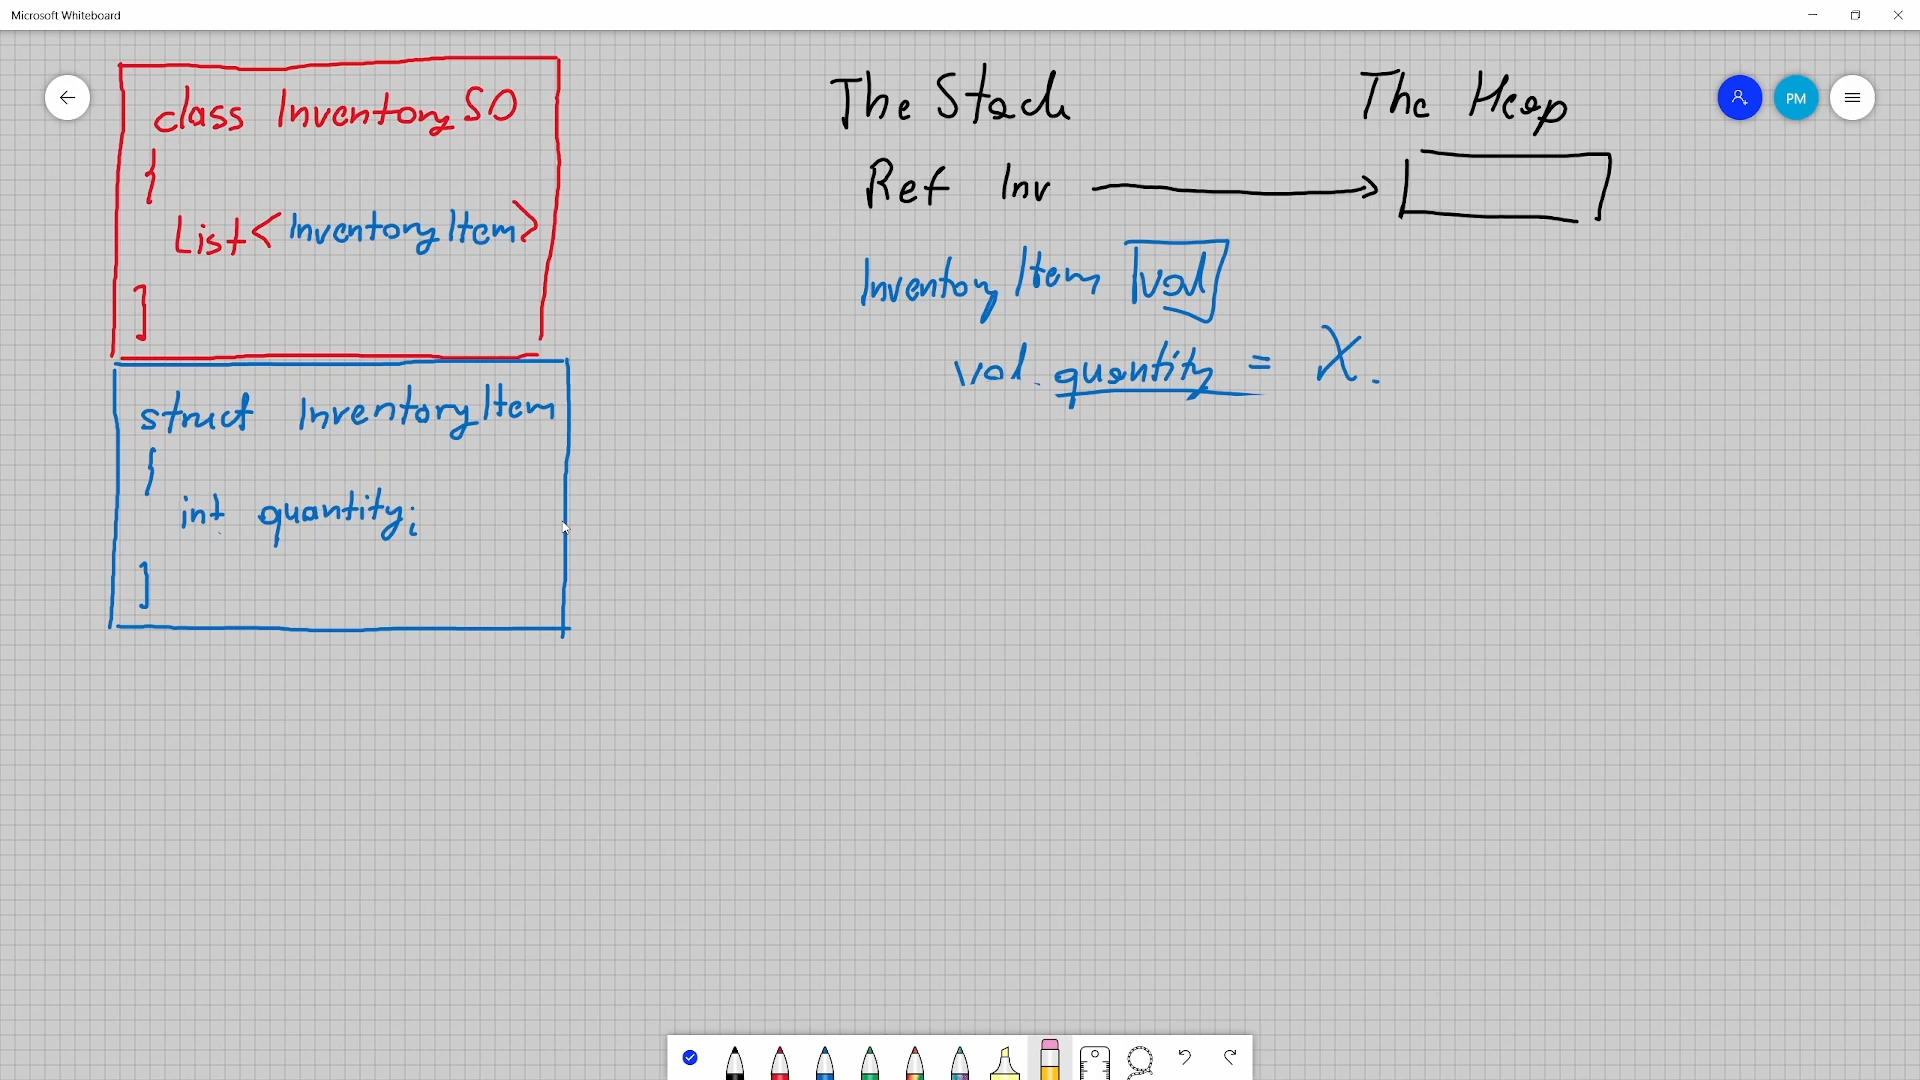 Microsoft Whiteboard
class InventorySO
{
List<InventoryItem>
}
struct InventoryItem
{
int quantity;
}
The Stack
Ref Inv
InventoryItem val
val.quantity = X.
The Heap
PM